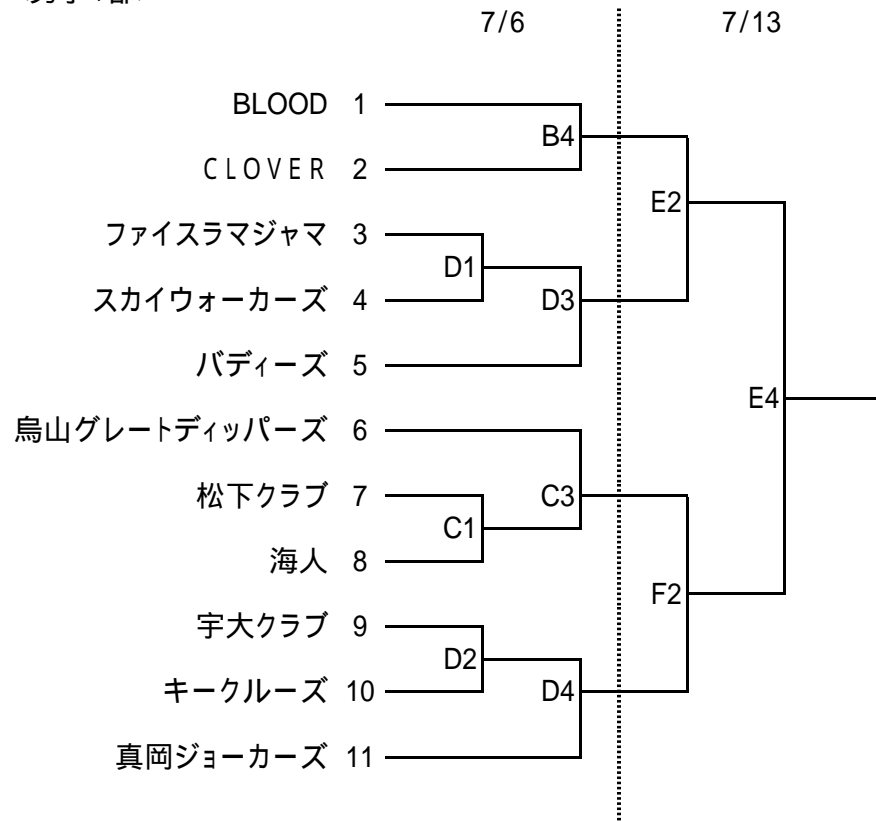 7/6 7/13
BLOOD 1
CLOVER 2
B4
E2
ファイスラマジャマ 3
D1
スカイウォーカーズ 4
D3
バディーズ 5
E4
烏山グレートディッパーズ 6
松下クラブ 7
C3
C1
海人 8
F2
宇大クラブ 9
D2
キークルーズ 10
D4
真岡ジョーカーズ 11